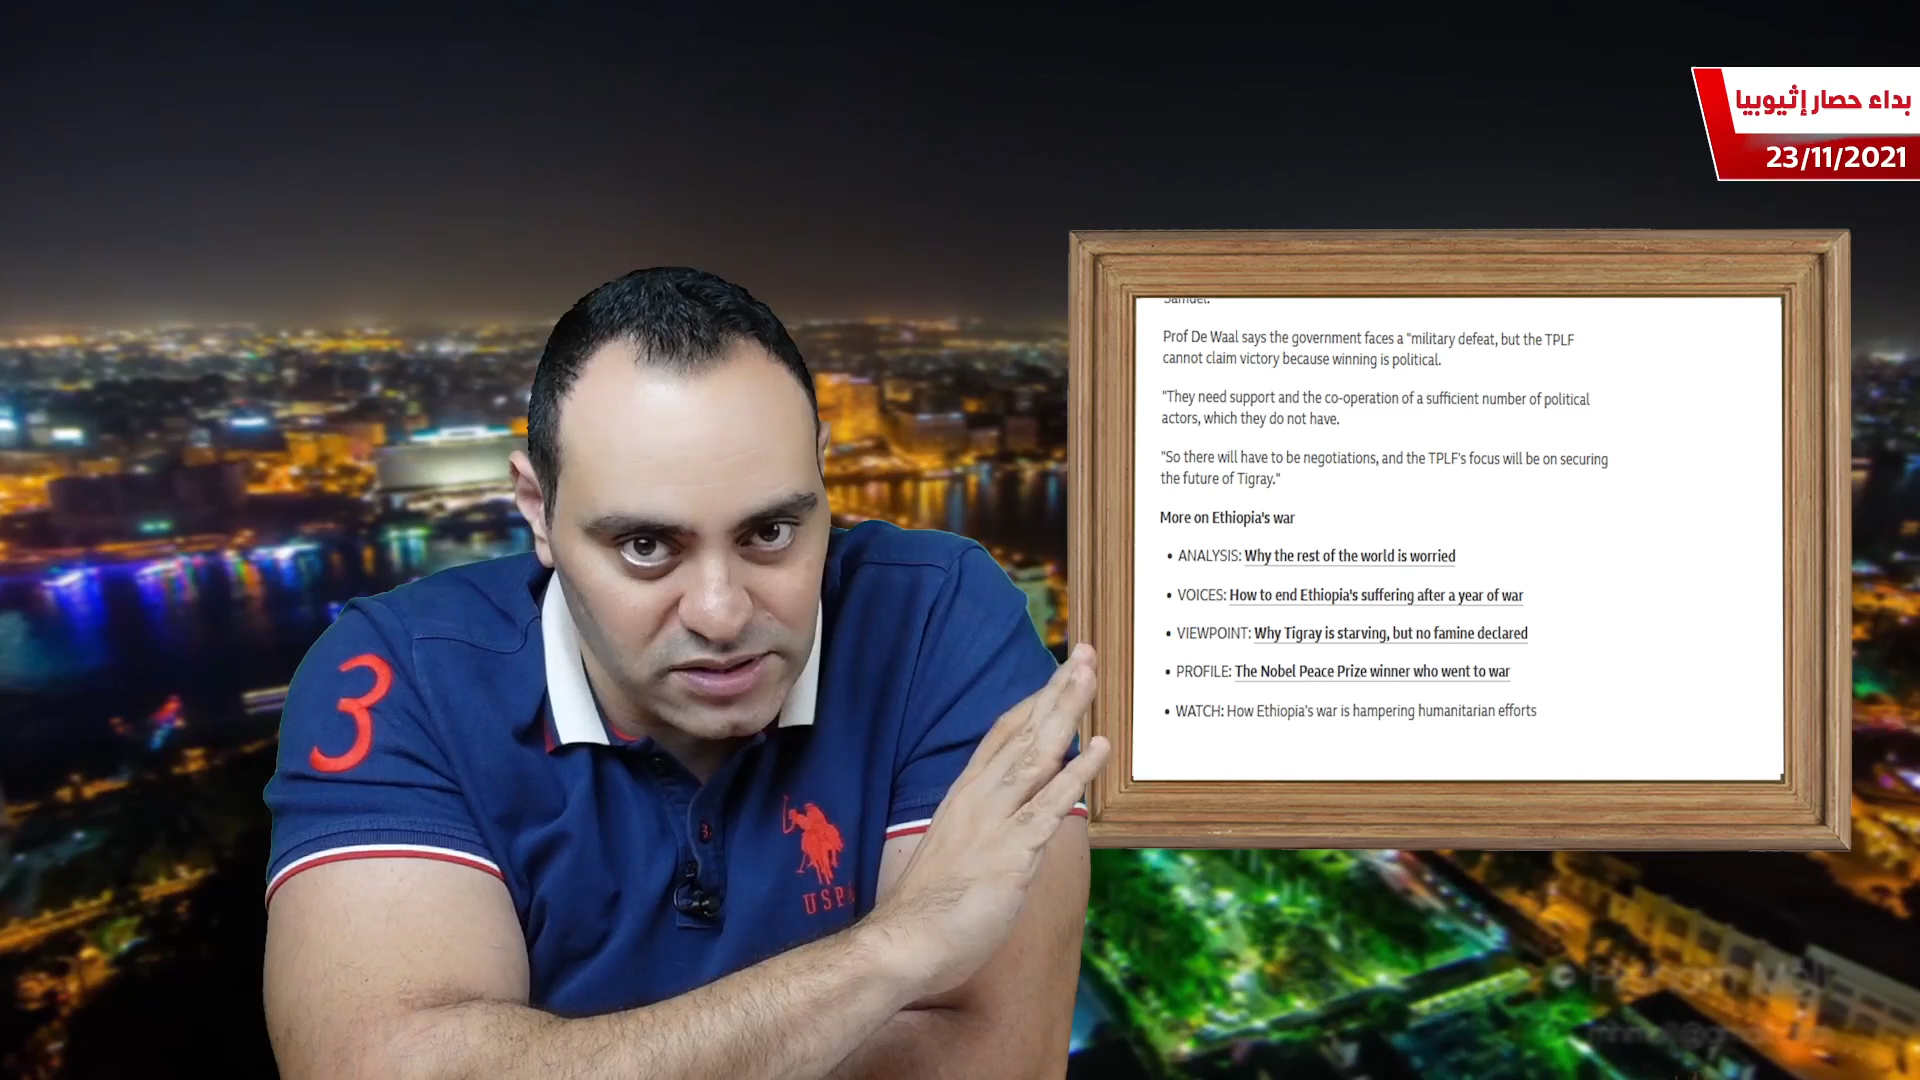 بداء حصار إثيوبيا
23/11/2021
Samuel.
Prof De Waal says the government faces a "military defeat, but the TPLF
cannot claim victory because winning is political.
"They need support and the co-operation of a sufficient number of political
actors, which they do not have.
"So there will have to be negotiations, and the TPLF's focus will be on securing
the future of Tigray."
More on Ethiopia's war
• ANALYSIS: Why the rest of the world is worried
• VOICES: How to end Ethiopia's suffering after a year of war
• VIEWPOINT: Why Tigray is starving, but no famine declared
• PROFILE: The Nobel Peace Prize winner who went to war
• WATCH: How Ethiopia's war is hampering humanitarian efforts
3
USP